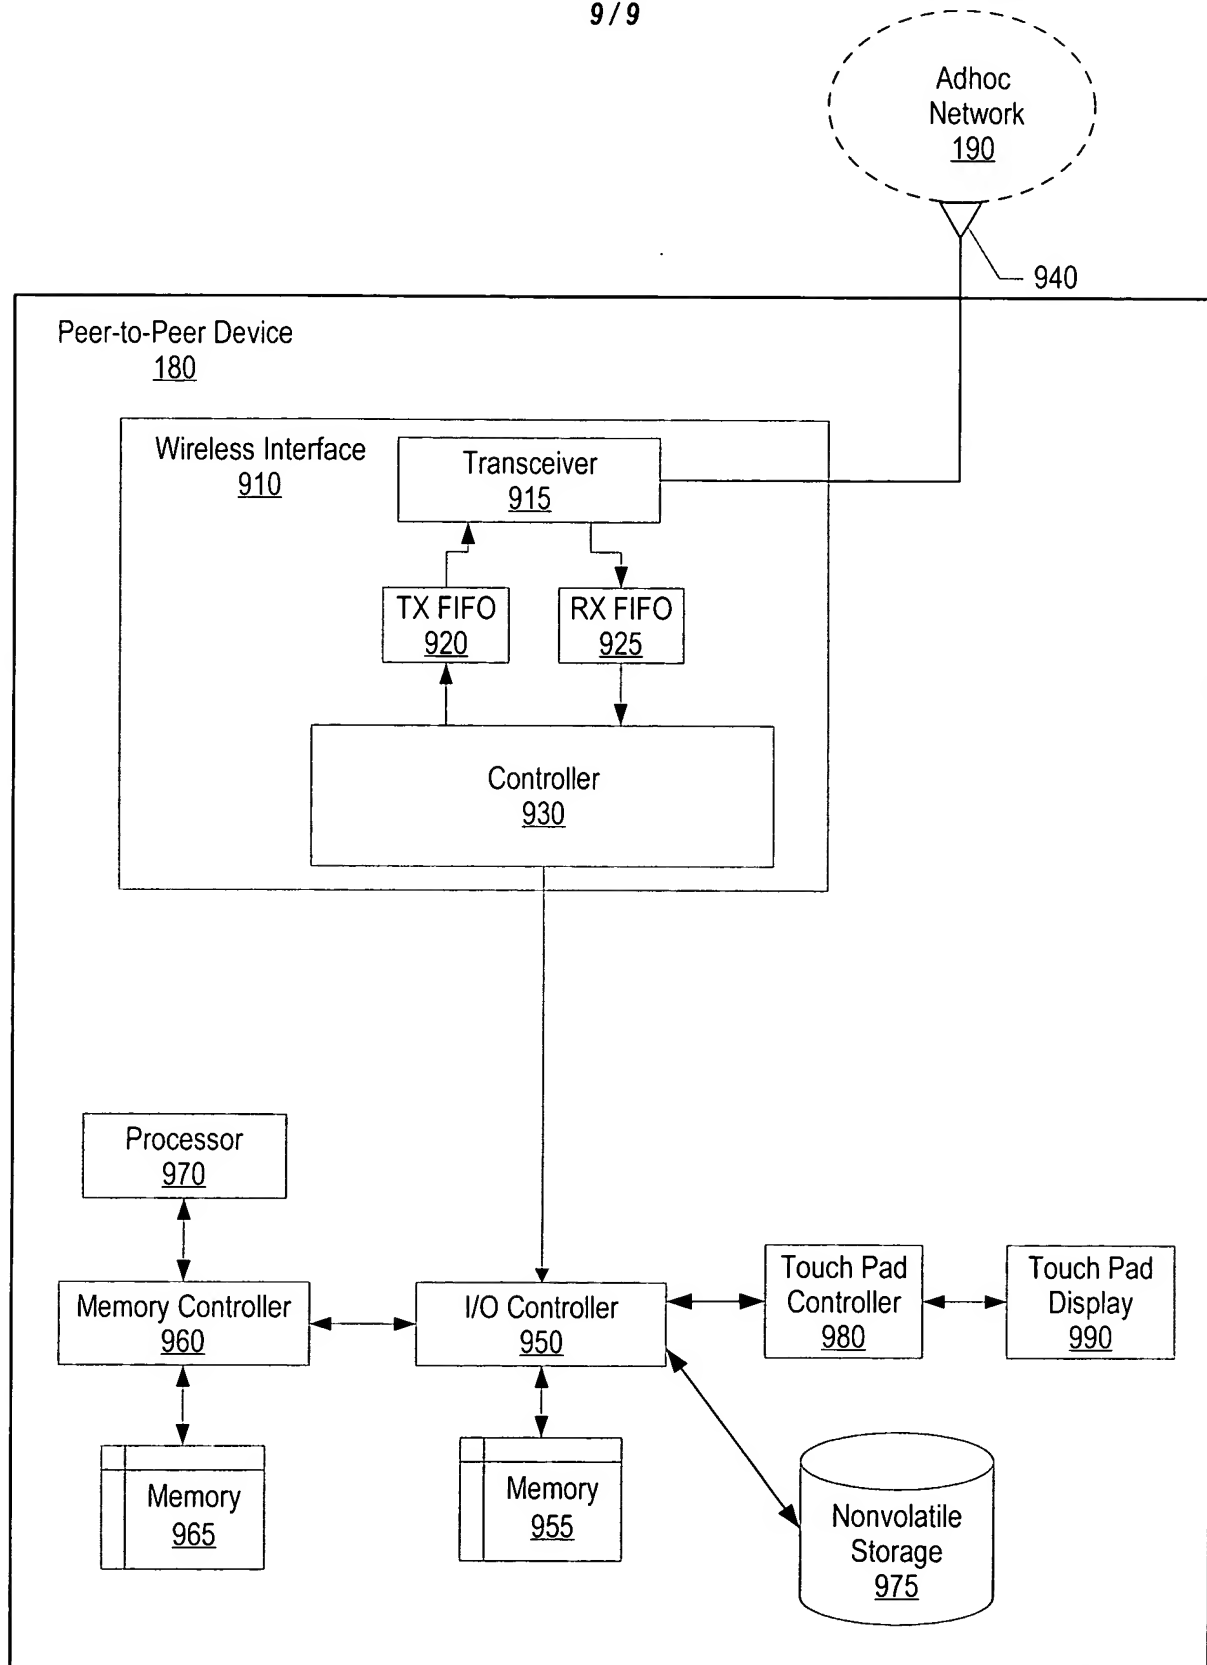 9 / 9
Adhoc
Network
190
940
Peer-to-Peer Device
180
Wireless Interface
910
Transceiver
915
TX FIFO
920
RX FIFO
925
Controller
930
Processor
970
Memory Controller
960
I/O Controller
950
Touch Pad
Controller
980
Touch Pad
Display
990
Memory
965
Memory
955
Nonvolatile
Storage
975